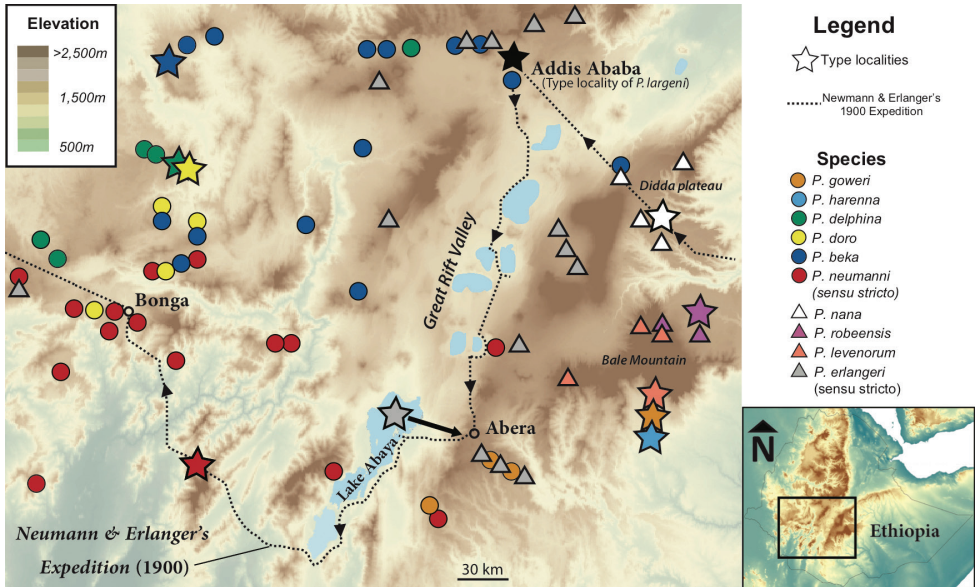 Elevation
>2,500m
1,500m
500m
Addis Ababa
(Type locality of P. largeni)
Didda plateau
Great Rift Valley
Bonga
Bale Mountain
Abera
Lake Abaya
Neumann & Erlanger's
Expedition (1900)
30 km
Legend
Type localities
Newmann & Erlanger's
1900 Expedition
Species
P. goweri
P. harenna
P. delphina
P. doro
P. beka
P. neumanni
(sensu stricto)
P. nana
P. robeensis
P. levenorum
P. erlangeri
(sensu stricto)
N
Ethiopia